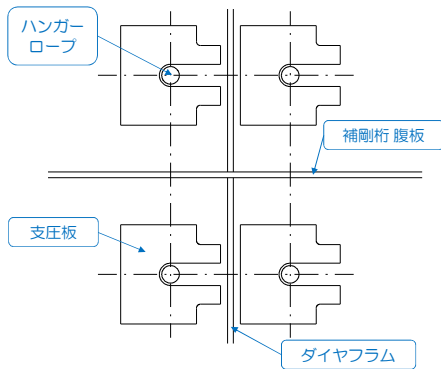 ハンガー
ロープ
補剛桁 腹板
支圧板
ダイヤフラム